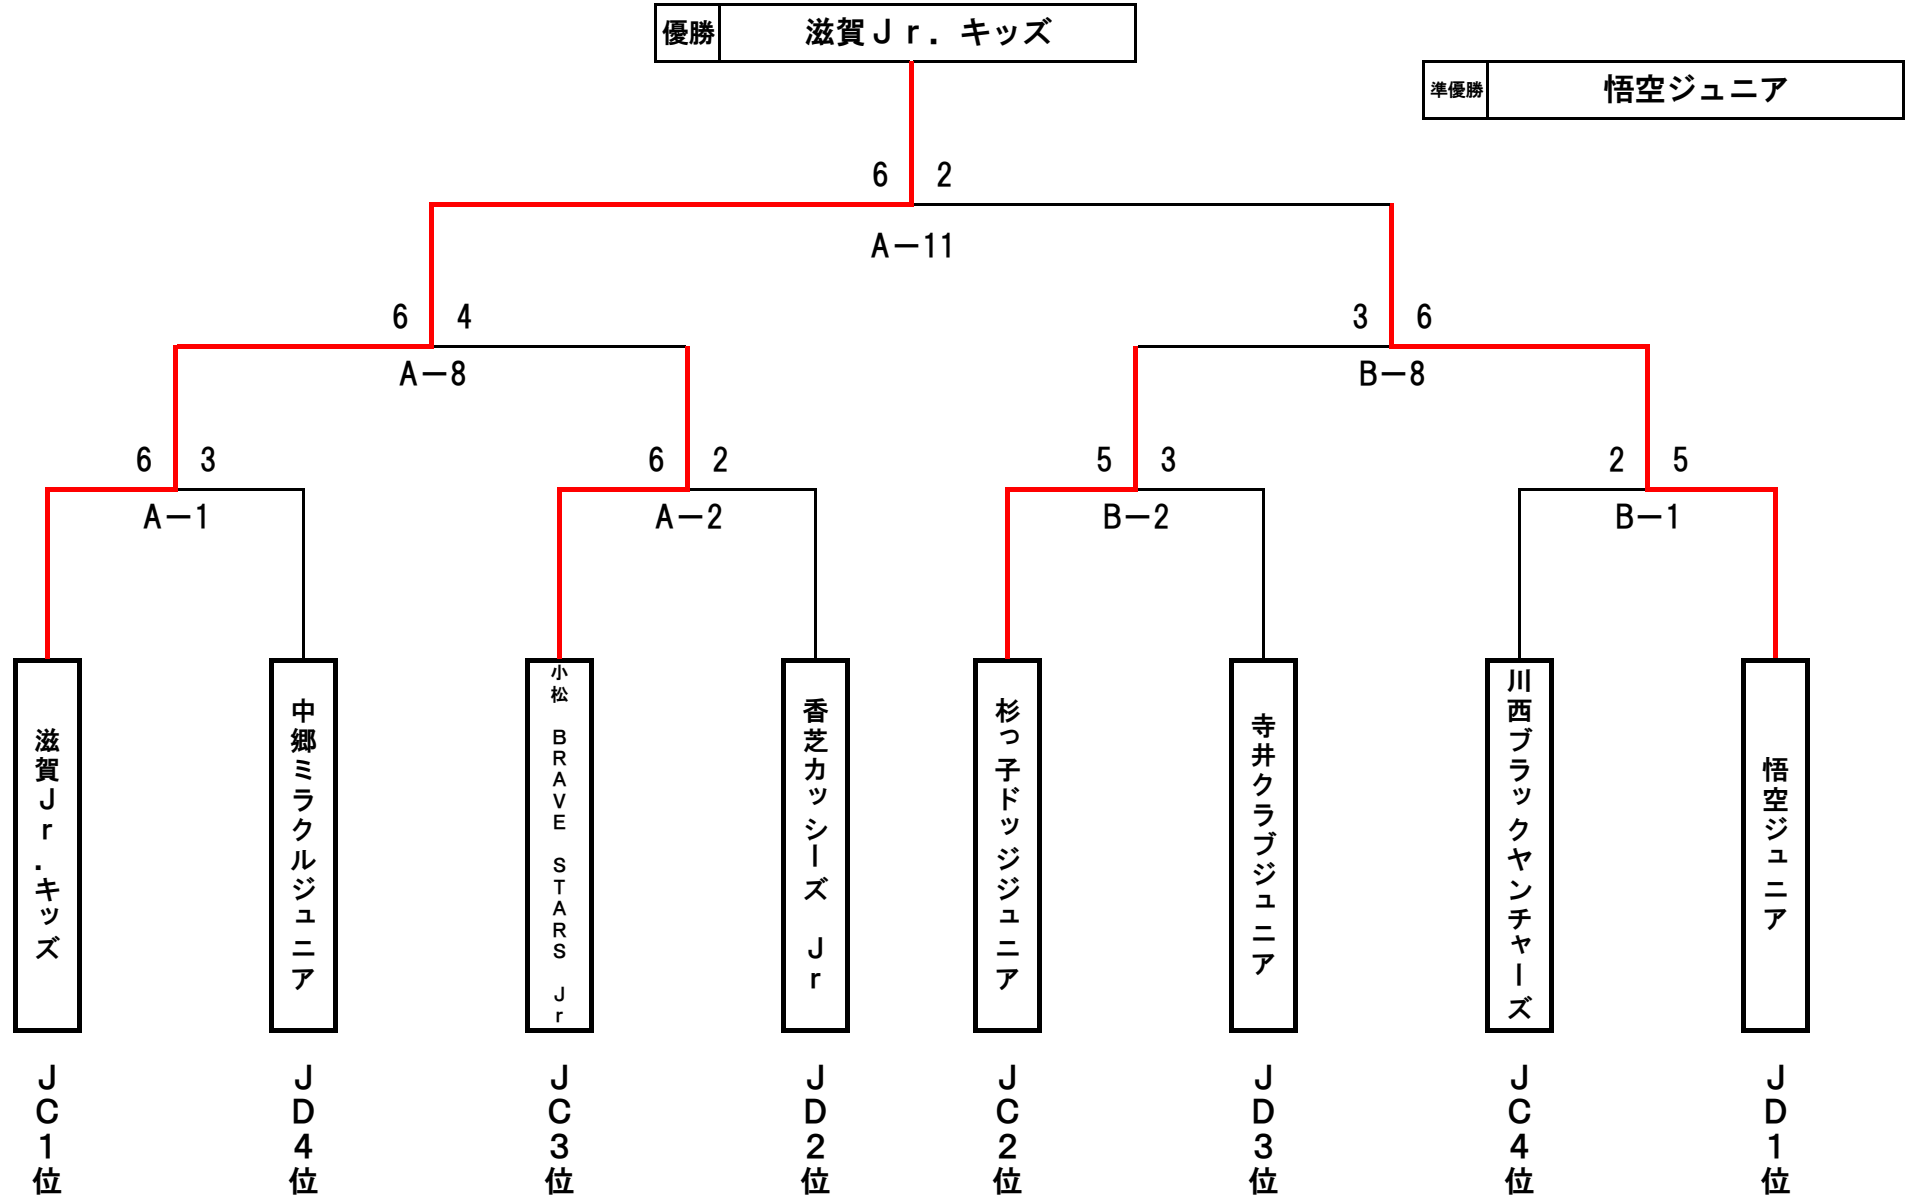 優勝 滋賀Ｊｒ．キッズ
準優勝 悟空ジュニア
6 2
A－11
6 4
3 6
A－8
B－8
6 3
6 2
5 3
2 5
A－1
A－2
B－2
B－1
滋賀Ｊｒ．キッズ
中郷ミラクルジュニア
小松 BRAVE STARS Jr
香芝カッシーズ Jr
杉っ子ドッジジュニア
寺井クラブジュニア
川西ブラックヤンチャーズ
悟空ジュニア
ＪＣ１位
ＪＤ４位
ＪＣ３位
ＪＤ２位
ＪＣ２位
ＪＤ３位
ＪＣ４位
ＪＤ１位